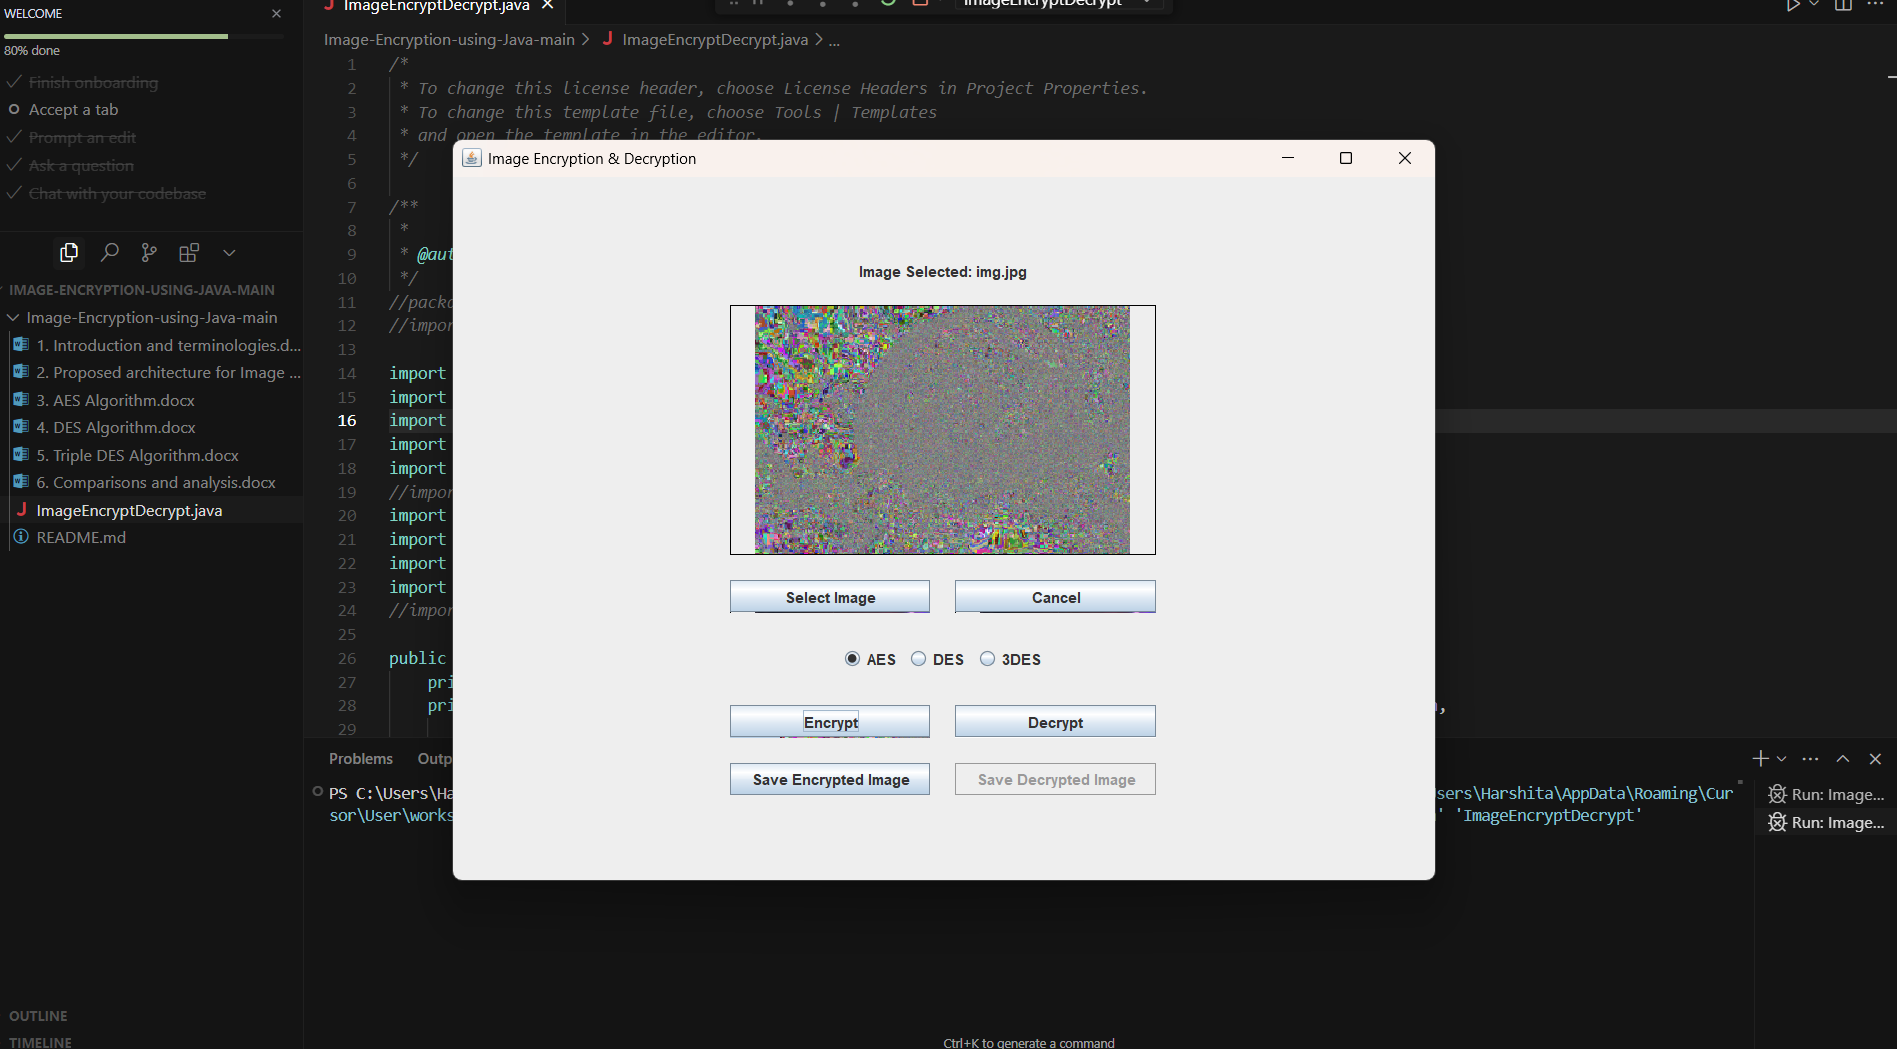 WELCOME
80% done
Finish onboarding
Accept a tab
Prompt an edit
Ask a question
Chat with your codebase
IMAGE-ENCRYPTION-USING-JAVA-MAIN
Image-Encryption-using-Java-main
1. Introduction and terminologies.d...
2. Proposed architecture for Image ...
3. AES Algorithm.docx
4. DES Algorithm.docx
5. Triple DES Algorithm.docx
6. Comparisons and analysis.docx
ImageEncryptDecrypt.java
README.md
OUTLINE
TIMELINE
ImageEncryptDecrypt.java
ImageEncryptDecrypt
Image-Encryption-using-Java-main > ImageEncryptDecrypt.java > ...
1 /*
2 * To change this license header, choose License Headers in Project Properties.
3 * To change this template file, choose Tools | Templates
4 * and open the template in the editor.
5 */
6
7 /**
8 *
9 * @aut
10 */
11 //packa
12 //impor
13
14 import
15 import
16 import
17 import
18 import
19 //impor
20 import
21 import
22 import
23 import
24 //impor
25
26 public
27 pri
28 pri ,
29
Image Encryption & Decryption
Image Selected: img.jpg
Select Image Cancel
AES DES 3DES
Encrypt Decrypt
Save Encrypted Image Save Decrypted Image
Problems Outp
PS C:\Users\Ha sers\Harshita\AppData\Roaming\Cur
sor\User\works ' 'ImageEncryptDecrypt'
Run: Image...
Run: Image...
Ctrl+K to generate a command